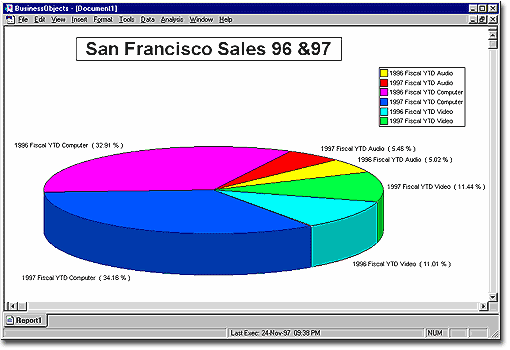 BusinessObjects - [Document1]
File Edit View Insert Format Tools Data Analysis Window Help
San Francisco Sales 96 &97
1996 Fiscal YTD Audio
1997 Fiscal YTD Audio
1996 Fiscal YTD Computer
1997 Fiscal YTD Computer
1996 Fiscal YTD Video
1997 Fiscal YTD Video
1996 Fiscal YTD Computer ( 32.91 % )
1997 Fiscal YTD Audio ( 5.46 % )
1996 Fiscal YTD Audio ( 5.02 % )
1997 Fiscal YTD Video ( 11.44 % )
1996 Fiscal YTD Video ( 11.01 % )
1997 Fiscal YTD Computer ( 34.16 % )
Report1
Last Exec: 24-Nov-97 09:38 PM
NUM